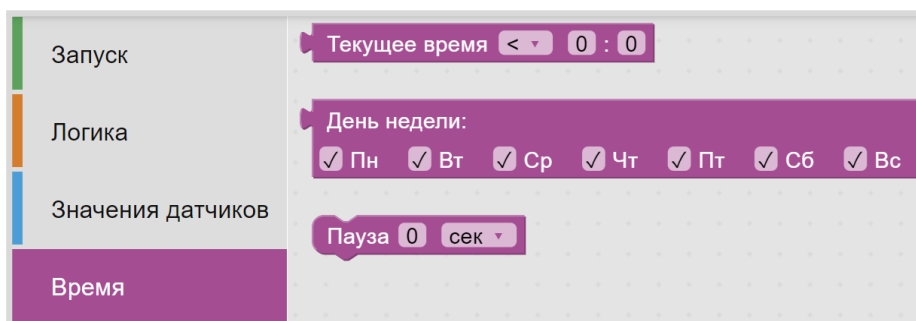 Запуск
Логика
Значения датчиков
Время
Текущее время < 0 : 0
День недели:
✓ Пн ✓ Вт ✓ Ср ✓ Чт ✓ Пт ✓ Сб ✓ Вс
Пауза 0 сек